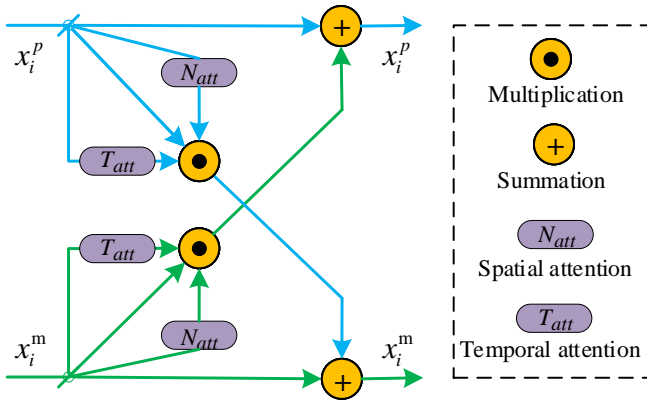 +
x_i^p
x_i^p
N_att
T_att
T_att
N_att
x_i^m
x_i^m
+
Multiplication
+
Summation
N_att
Spatial attention
T_att
Temporal attention